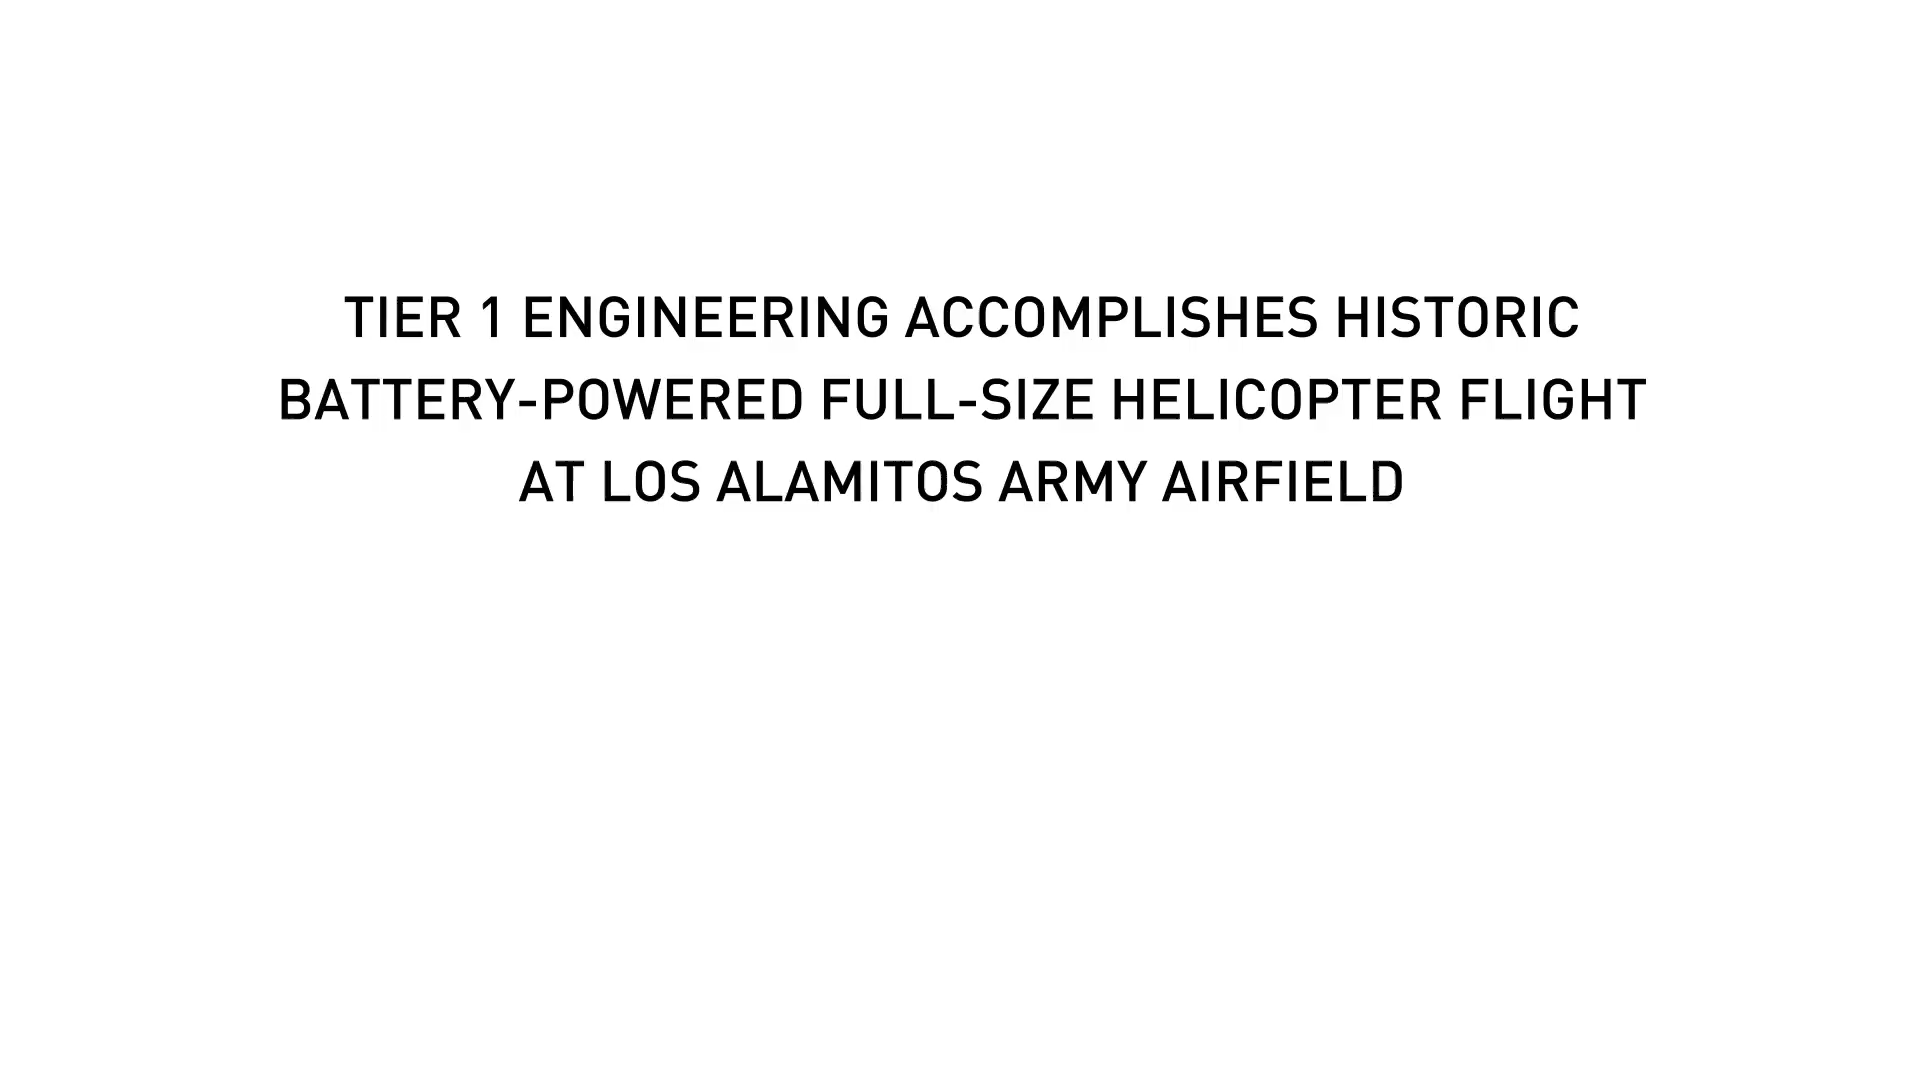 TIER 1 ENGINEERING ACCOMPLISHES HISTORIC
BATTERY-POWERED FULL-SIZE HELICOPTER FLIGHT
AT LOS ALAMITOS ARMY AIRFIELD